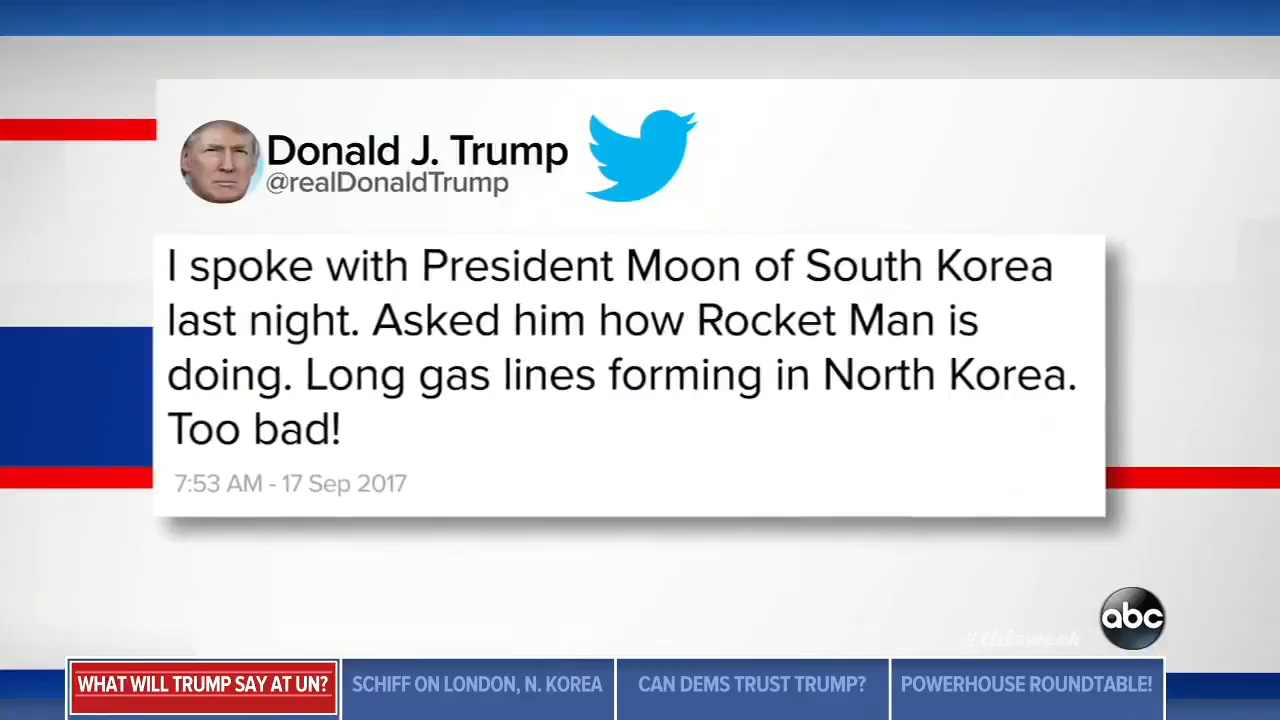 Donald J. Trump
@realDonaldTrump
I spoke with President Moon of South Korea
last night. Asked him how Rocket Man is
doing. Long gas lines forming in North Korea.
Too bad!
7:53 AM - 17 Sep 2017
abc
#thisweek
WHAT WILL TRUMP SAY AT UN?
SCHIFF ON LONDON, N. KOREA
CAN DEMS TRUST TRUMP?
POWERHOUSE ROUNDTABLE!